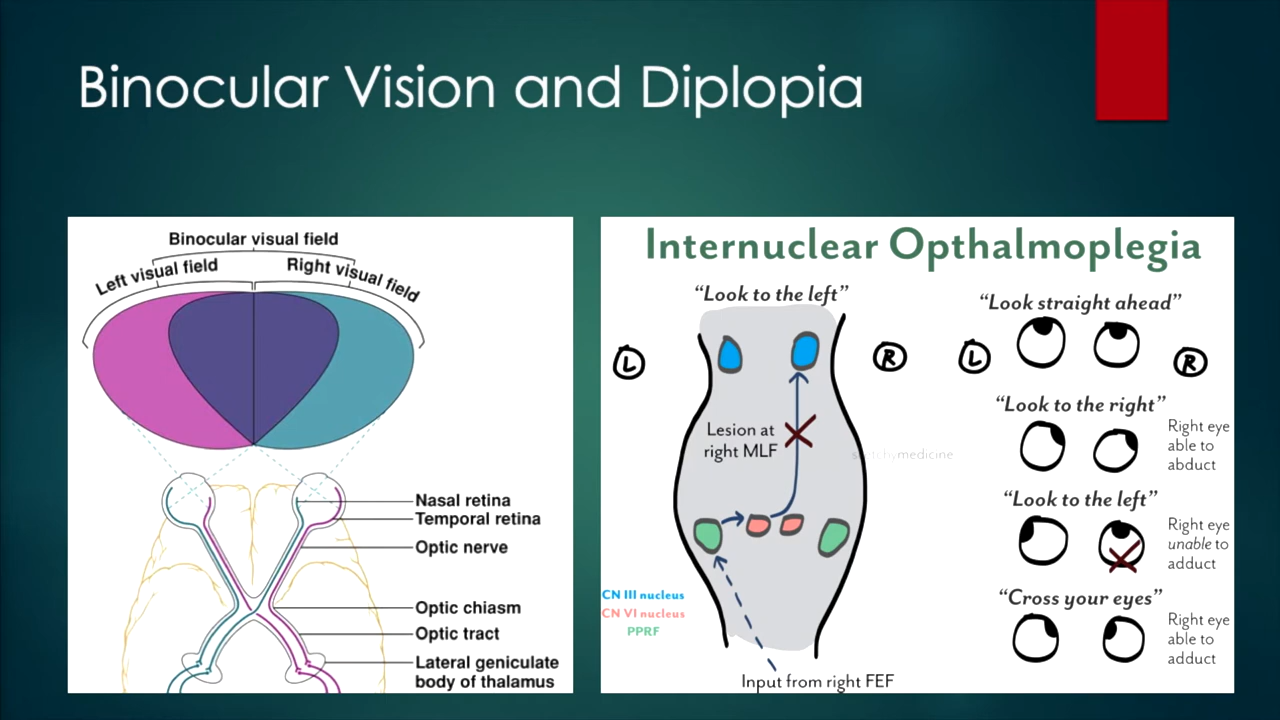 Binocular Vision and Diplopia
Binocular visual field
Left visual field
Right visual field
Nasal retina
Temporal retina
Optic nerve
Optic chiasm
Optic tract
Lateral geniculate
body of thalamus
Internuclear Opthalmoplegia
“Look to the left”
L
R
Lesion at
right MLF
sketchymedicine
CN III nucleus
CN VI nucleus
PPRF
Input from right FEF
“Look straight ahead”
L
R
“Look to the right”
Right eye
able to
abduct
“Look to the left”
Right eye
unable to
adduct
“Cross your eyes”
Right eye
able to
adduct